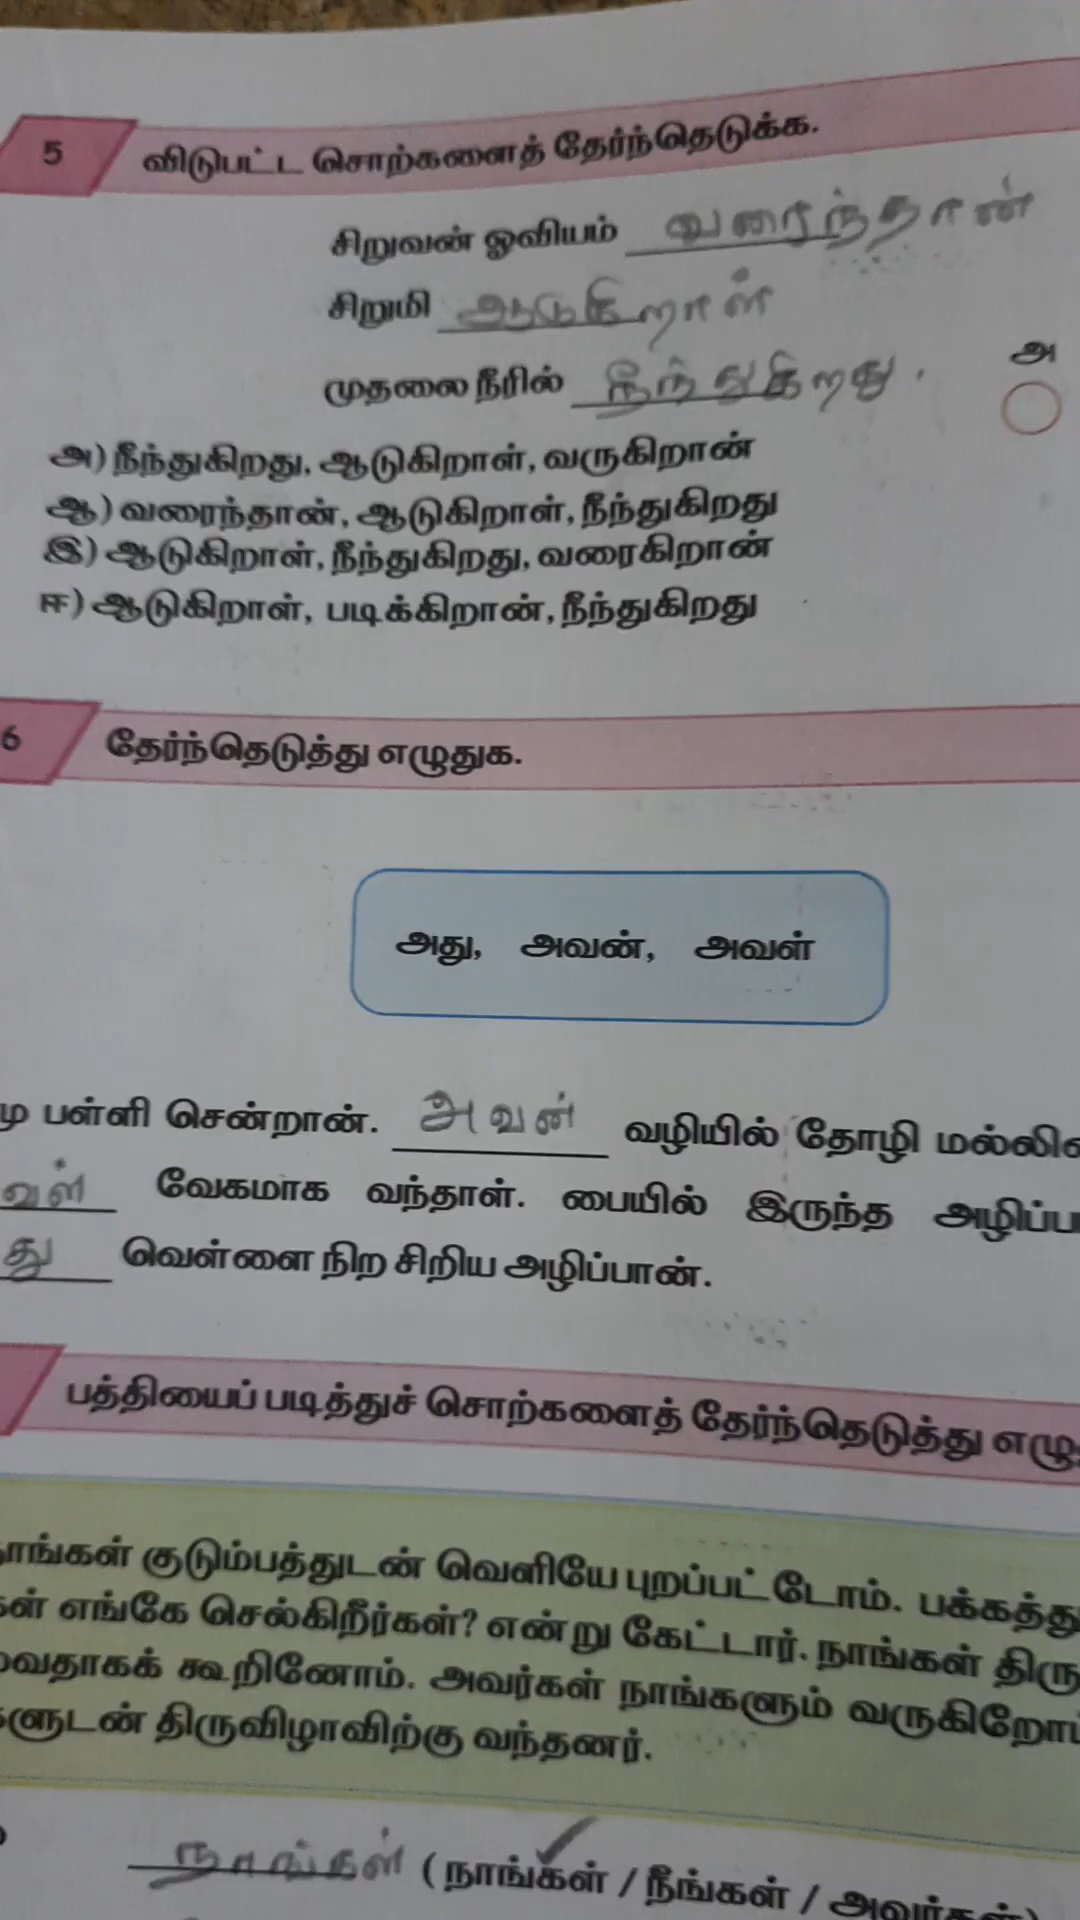 5 விடுபட்ட சொற்களைத் தேர்ந்தெடுக்க.
சிறுவன் ஓவியம் வரைந்தான்
சிறுமி ஆடுகிறாள்
முதலை நீரில் நீந்துகிறது.
அ
அ) நீந்துகிறது, ஆடுகிறாள், வருகிறான்
ஆ) வரைந்தான், ஆடுகிறாள், நீந்துகிறது
இ) ஆடுகிறாள், நீந்துகிறது, வரைகிறான்
ஈ) ஆடுகிறாள், படிக்கிறான், நீந்துகிறது
6 தேர்ந்தெடுத்து எழுதுக.
அது, அவன், அவள்
பள்ளி சென்றான். அவன் வழியில் தோழி
வள் வேகமாக வந்தாள். பையில் இருந்த
து வெள்ளை நிற சிறிய அழிப்பான்.
பத்தியைப் படித்துச் சொற்களைத் தேர்ந்தெடுத்து
குடும்பத்துடன் வெளியே புறப்பட்டோம்.
எங்கே செல்கிறீர்கள்? என்று கேட்டார். நாங்கள்
கூறினோம். அவர்கள் நாங்களும்
திருவிழாவிற்கு வந்தனர்.
நாங்கள் (நாங்கள் / நீங்கள் / அவர்கள்)